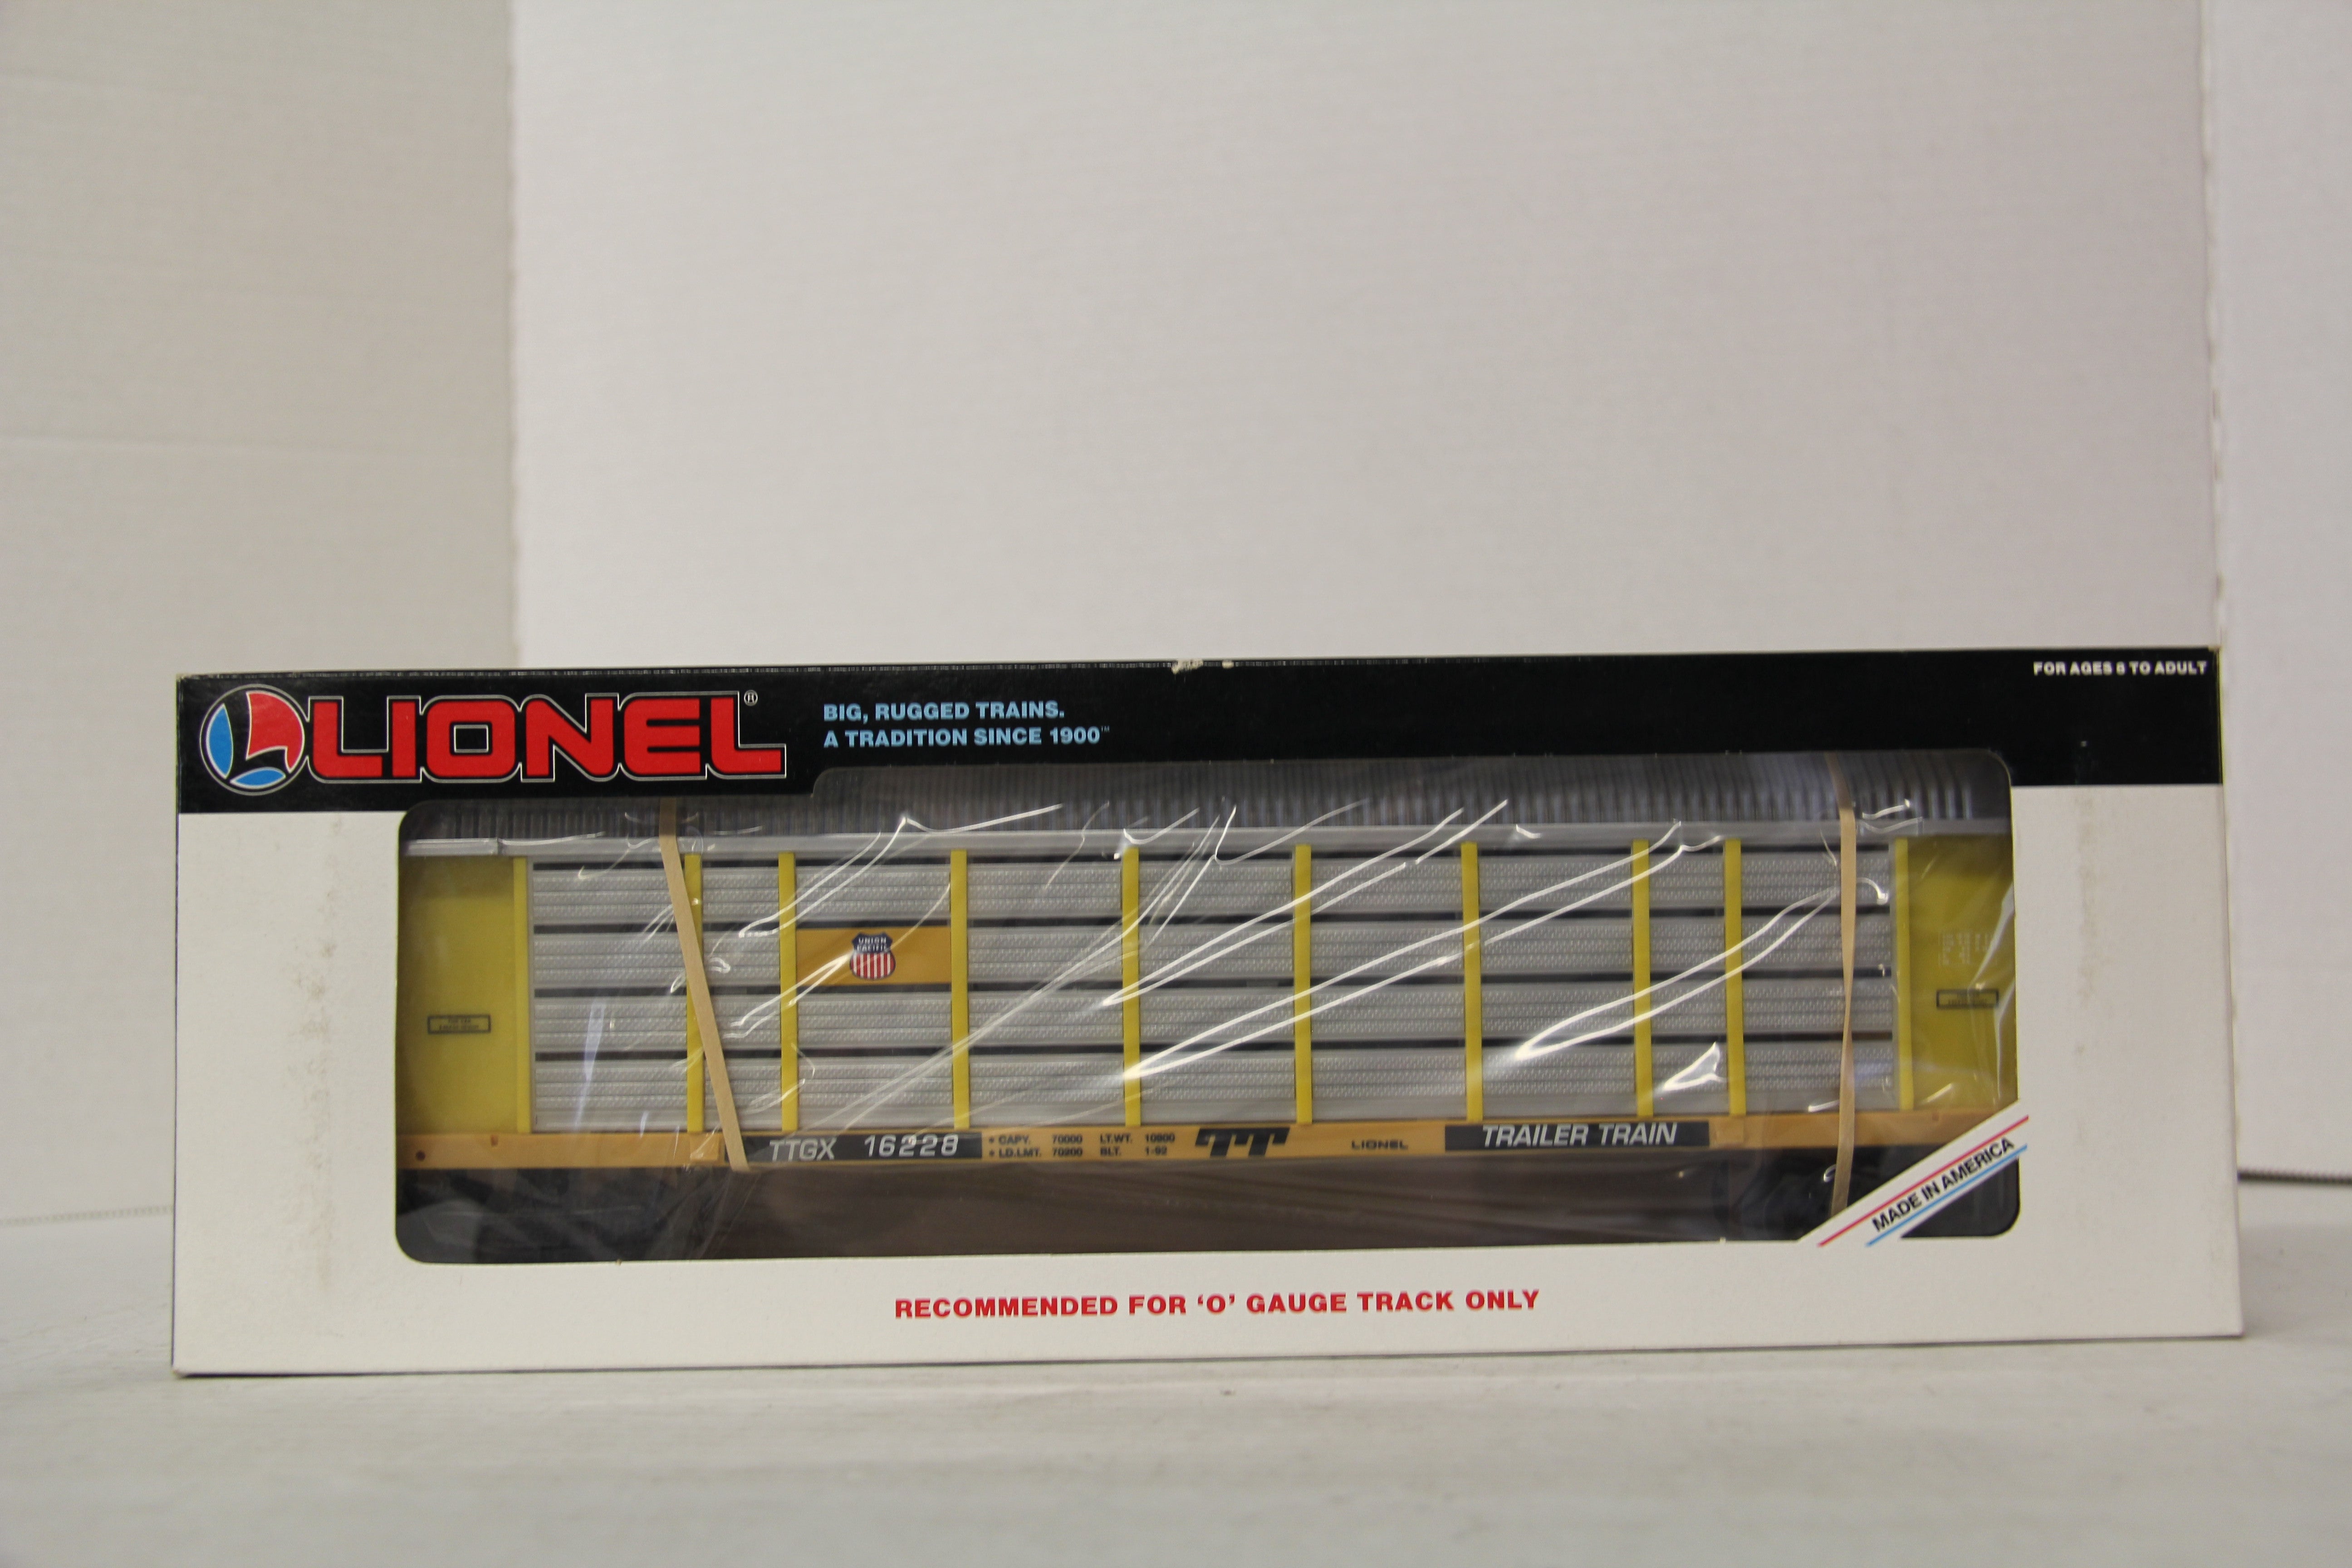 LIONEL®
BIG, RUGGED TRAINS.
A TRADITION SINCE 1900™
FOR AGES 8 TO ADULT
UNION
PACIFIC
TTGX 16228
• CAPY. 70000 LT.WT. 10800
• LD.LMT. 70200 BLT. 1-92
TT
LIONEL
TRAILER TRAIN
MADE IN AMERICA
RECOMMENDED FOR ‘O’ GAUGE TRACK ONLY